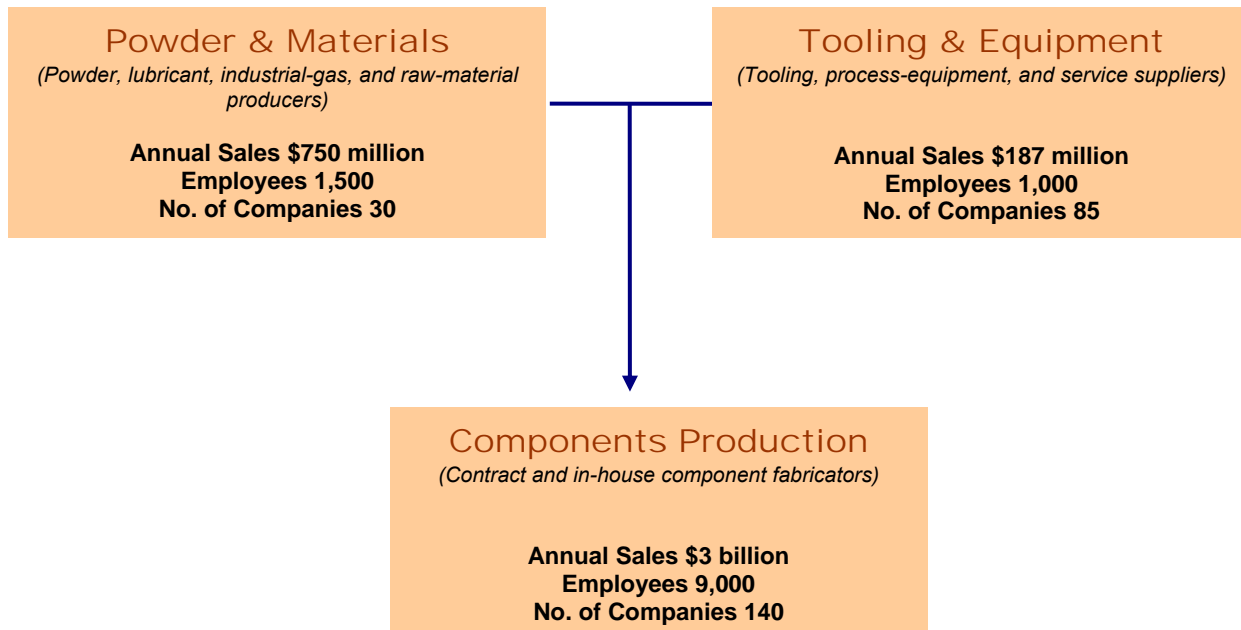 Powder & Materials
(Powder, lubricant, industrial-gas, and raw-material
producers)
Annual Sales $750 million
Employees 1,500
No. of Companies 30
Tooling & Equipment
(Tooling, process-equipment, and service suppliers)
Annual Sales $187 million
Employees 1,000
No. of Companies 85
Components Production
(Contract and in-house component fabricators)
Annual Sales $3 billion
Employees 9,000
No. of Companies 140